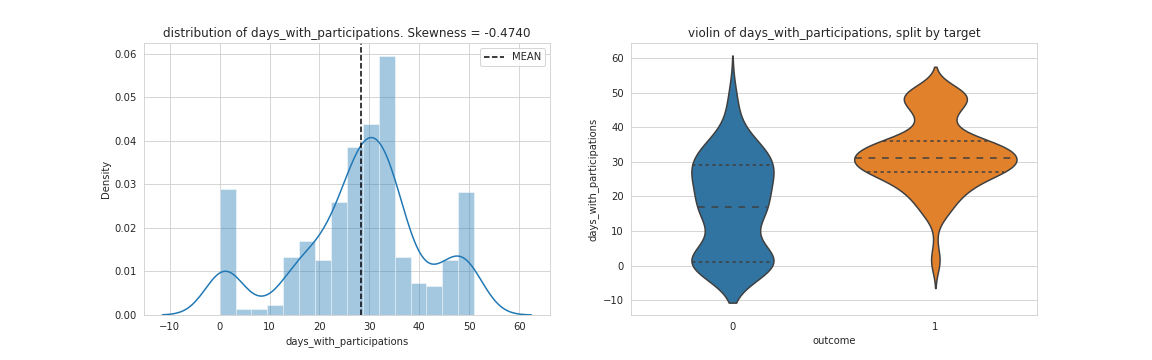 distribution of days_with_participations. Skewness = -0.4740
MEAN
0.06
0.05
0.04
0.03
0.02
0.01
0.00
Density
−10 0 10 20 30 40 50 60
days_with_participations
violin of days_with_participations, split by target
60
50
40
30
20
10
0
−10
days_with_participations
0 1
outcome